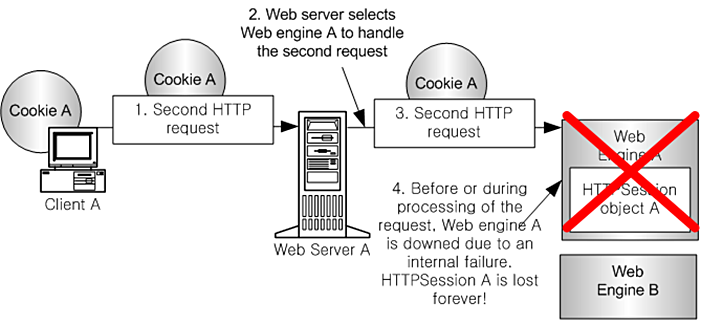 2. Web server selects
Web engine A to handle
the second request
Cookie A
Cookie A
Cookie A
1. Second HTTP
request
3. Second HTTP
request
Web
Engine A
HTTPSession
object A
Client A
Web Server A
4. Before or during
processing of the
request, Web engine A
is downed due to an
internal failure.
HTTPSession A is lost
forever!
Web
Engine B